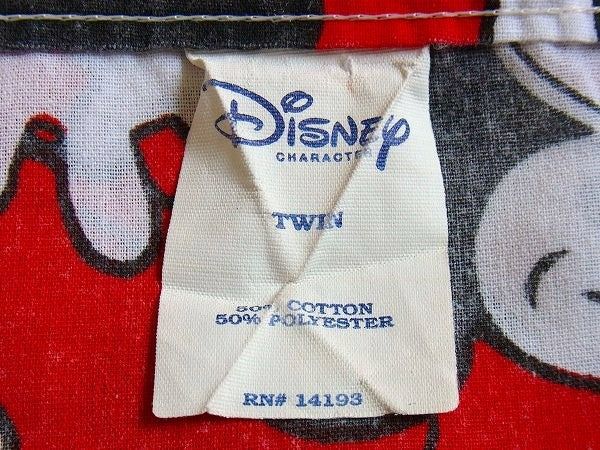 Disney
CHARACTER
TWIN
50% COTTON
50% POLYESTER
RN# 14193